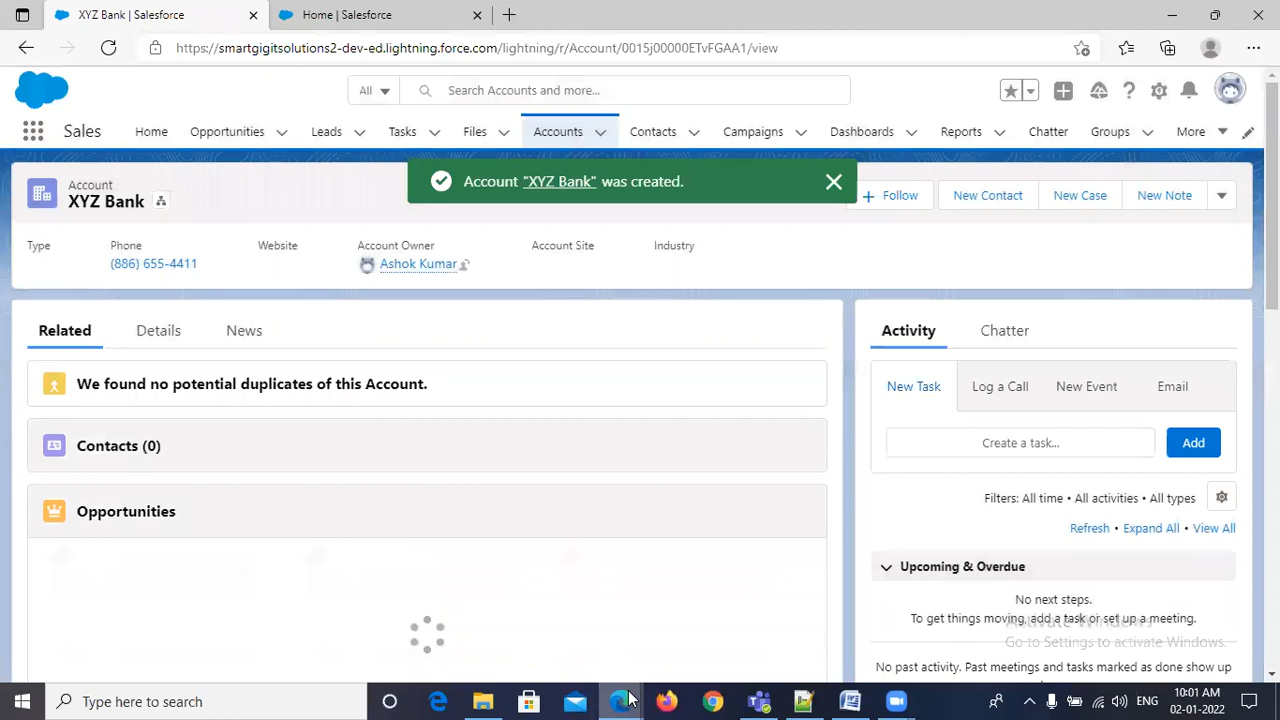 XYZ Bank | Salesforce
Home | Salesforce
https://smartgigitsolutions2-dev-ed.lightning.force.com/lightning/r/Account/0015j00000ETvFGAA1/view
All
Search Accounts and more...
Sales
Home
Opportunities
Leads
Tasks
Files
Accounts
Contacts
Campaigns
Dashboards
Reports
Chatter
Groups
More
Account "XYZ Bank" was created.
Account
XYZ Bank
Follow
New Contact
New Case
New Note
Type
Phone
Website
Account Owner
Account Site
Industry
(886) 655-4411
Ashok Kumar
Related
Details
News
We found no potential duplicates of this Account.
Contacts (0)
Opportunities
Activity
Chatter
New Task
Log a Call
New Event
Email
Create a task...
Add
Filters: All time • All activities • All types
Refresh • Expand All • View All
Upcoming & Overdue
No next steps.
To get things moving, add a task or set up a meeting.
Activate Windows
Go to Settings to activate Windows.
No past activity. Past meetings and tasks marked as done show up
Type here to search
ENG
10:01 AM
02-01-2022